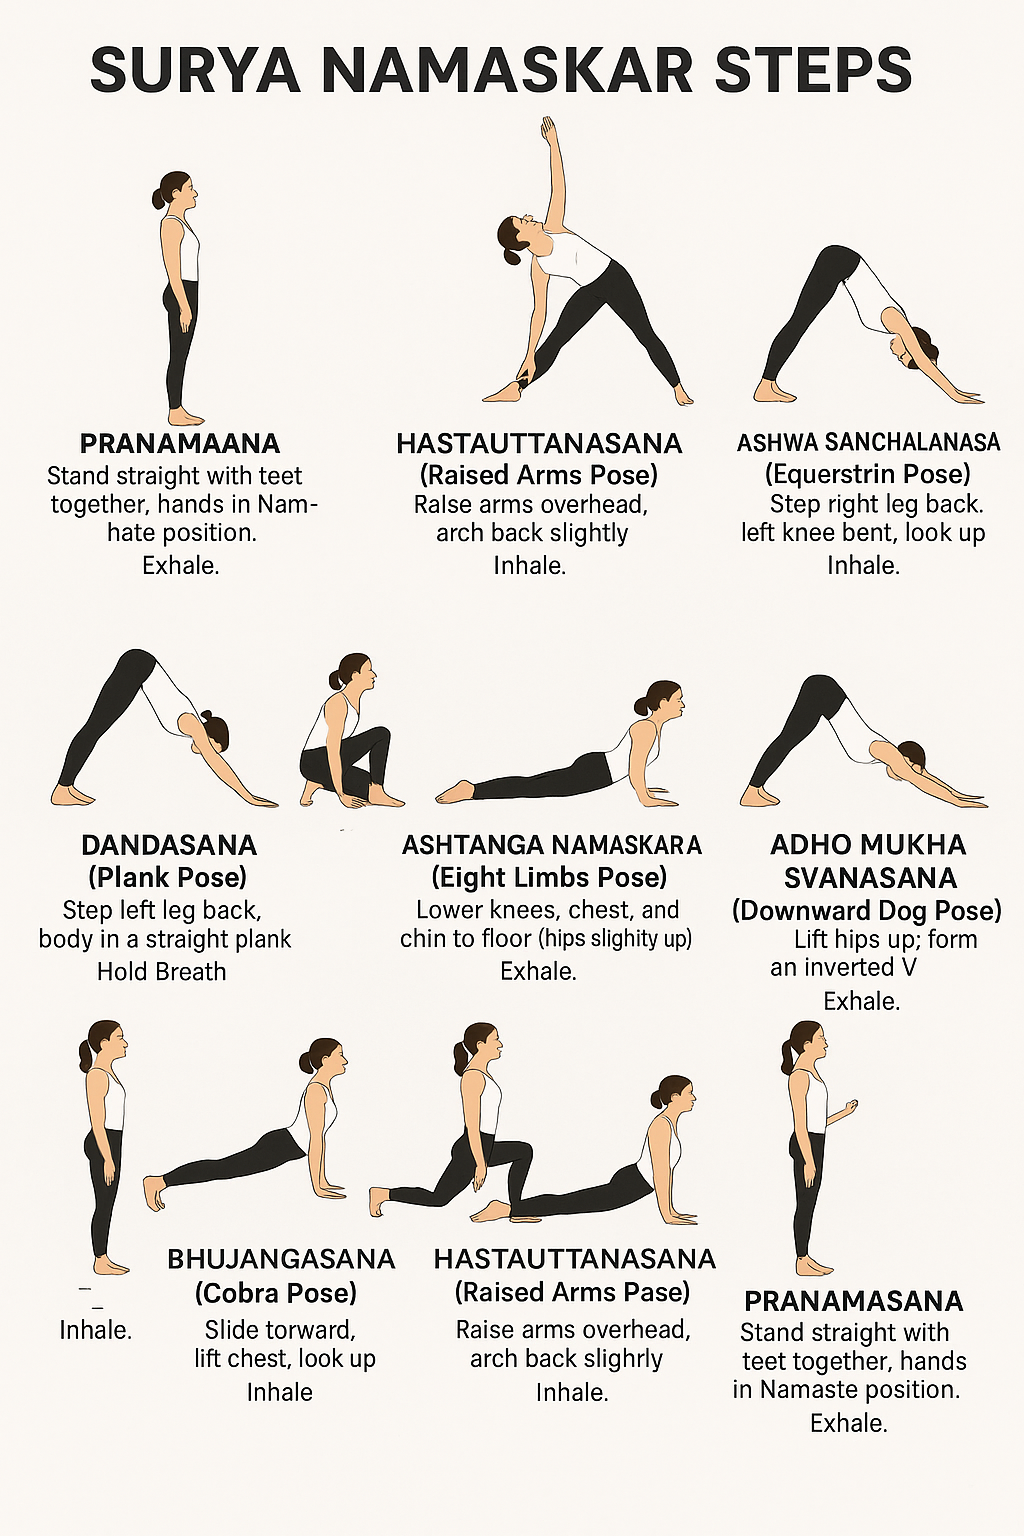 SURYA NAMASKAR STEPS
PRANAMAANA
Stand straight with teet
together, hands in Nam-
hate position.
Exhale.
HASTAUTTANASANA
(Raised Arms Pose)
Ralse arms overhead,
arch back slightly
Inhale.
ASHWA SANCHALANASA
(Equerstrin Pose)
Step right leg back.
left knee bent, look up
Inhale.
DANDASANA
(Plank Pose)
Step left leg back,
body in a straight plank
Hold Breath
ASHTANGA NAMASKARA
(Eight Limbs Pose)
Lower knees, chest, and
chin to floor (hips slighity up)
Exhale.
ADHO MUKHA
SVANASANA
(Downward Dog Pose)
Lift hips up; form
an inverted V
Exhale.
Inhale.
BHUJANGASANA
(Cobra Pose)
Slide torward,
lift chest, look up
Inhale
HASTAUTTANASANA
(Raised Arms Pase)
Raise arms overhead,
arch back slighrly
Inhale.
PRANAMASANA
Stand straight with
teet together, hands
in Namaste position.
Exhale.